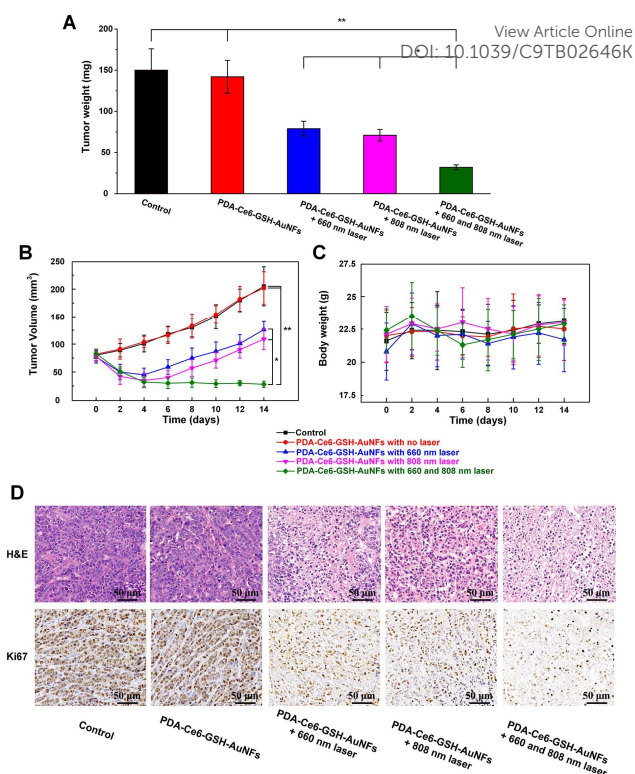 A
View Article Online
DOI: 10.1039/C9TB02646K
**
*
Tumor weight (mg)
200
150
100
50
0
Control
PDA-Ce6-GSH-AuNFs
PDA-Ce6-GSH-AuNFs
+ 660 nm laser
PDA-Ce6-GSH-AuNFs
+ 808 nm laser
PDA-Ce6-GSH-AuNFs
+ 660 and 808 nm laser
B
Tumor Volume (mm³)
250
200
160
120
80
40
0
**
*
0 2 4 6 8 10 12 14
Time (days)
C
Body weight (g)
27.5
25.0
22.5
20.0
17.5
0 2 4 6 8 10 12 14
Time (days)
Control
PDA-Ce6-GSH-AuNFs with no laser
PDA-Ce6-GSH-AuNFs with 660 nm laser
PDA-Ce6-GSH-AuNFs with 808 nm laser
PDA-Ce6-GSH-AuNFs with 660 and 808 nm laser
D
H&E
50 μm
50 μm
50 μm
50 μm
50 μm
Ki67
50 μm
50 μm
50 μm
50 μm
50 μm
Control
PDA-Ce6-GSH-AuNFs
PDA-Ce6-GSH-AuNFs
+ 660 nm laser
PDA-Ce6-GSH-AuNFs
+ 808 nm laser
PDA-Ce6-GSH-AuNFs
+ 660 and 808 nm laser